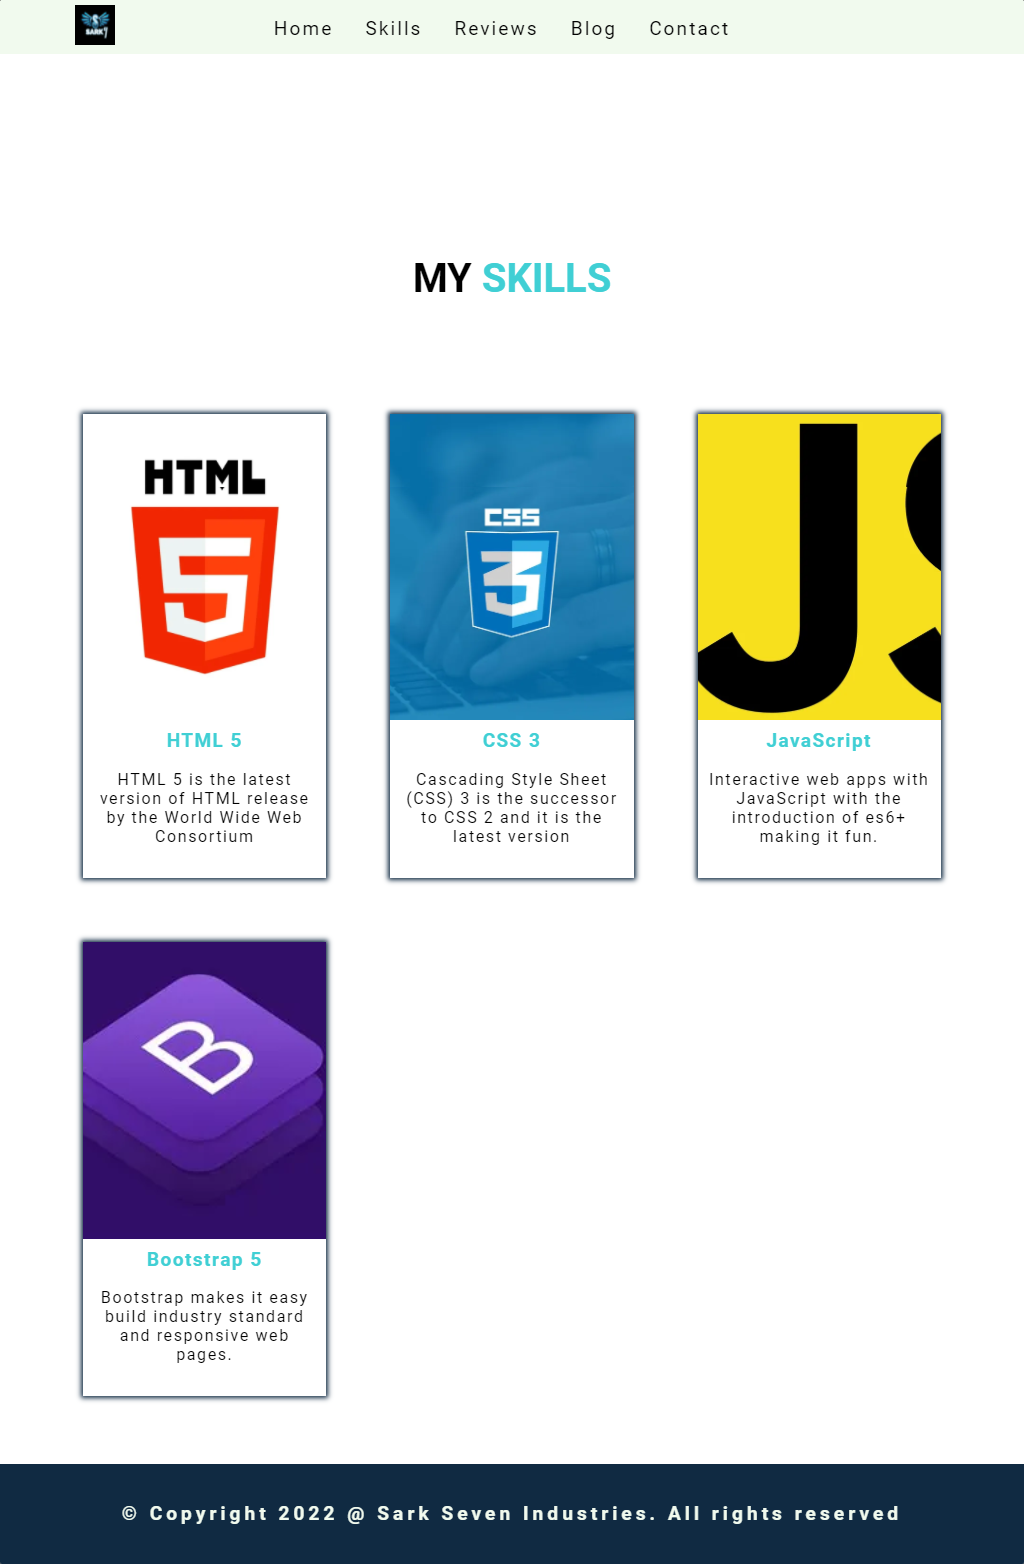 SARK7
Home Skills Reviews Blog Contact
MY SKILLS
HTML
5
CSS
3
JS
HTML 5
CSS 3
JavaScript
HTML 5 is the latest
version of HTML release
by the World Wide Web
Consortium
Cascading Style Sheet
(CSS) 3 is the successor
to CSS 2 and it is the
latest version
Interactive web apps with
JavaScript with the
introduction of es6+
making it fun.
B
Bootstrap 5
Bootstrap makes it easy
build industry standard
and responsive web
pages.
© Copyright 2022 @ Sark Seven Industries. All rights reserved